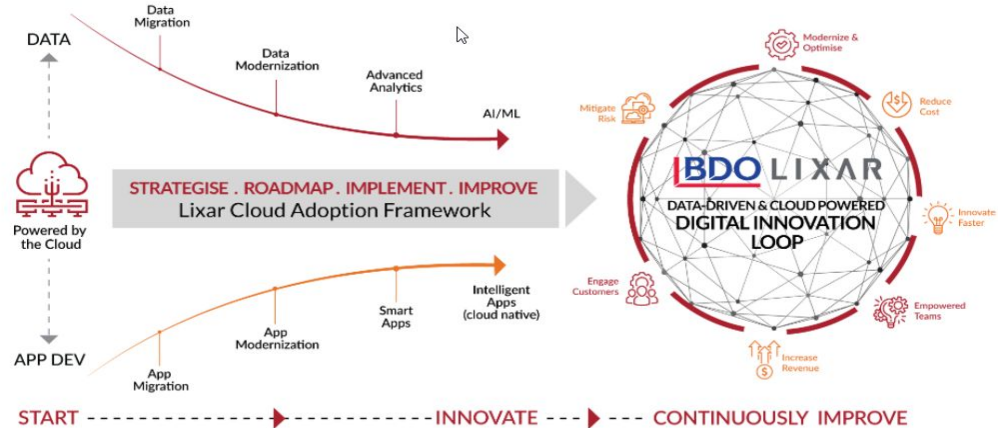 DATA
Data
Migration
Data
Modernization
Advanced
Analytics
AI/ML
Powered by
the Cloud
STRATEGISE . ROADMAP . IMPLEMENT . IMPROVE
Lixar Cloud Adoption Framework
APP DEV
App
Migration
App
Modernization
Smart
Apps
Intelligent
Apps
(cloud native)
Modernize &
Optimise
Mitigate
Risk
$
Reduce
Cost
BDO LIXAR
DATA-DRIVEN & CLOUD POWERED
DIGITAL INNOVATION
LOOP
Innovate
Faster
Engage
Customers
Empowered
Teams
$
Increase
Revenue
START
INNOVATE
CONTINUOUSLY IMPROVE